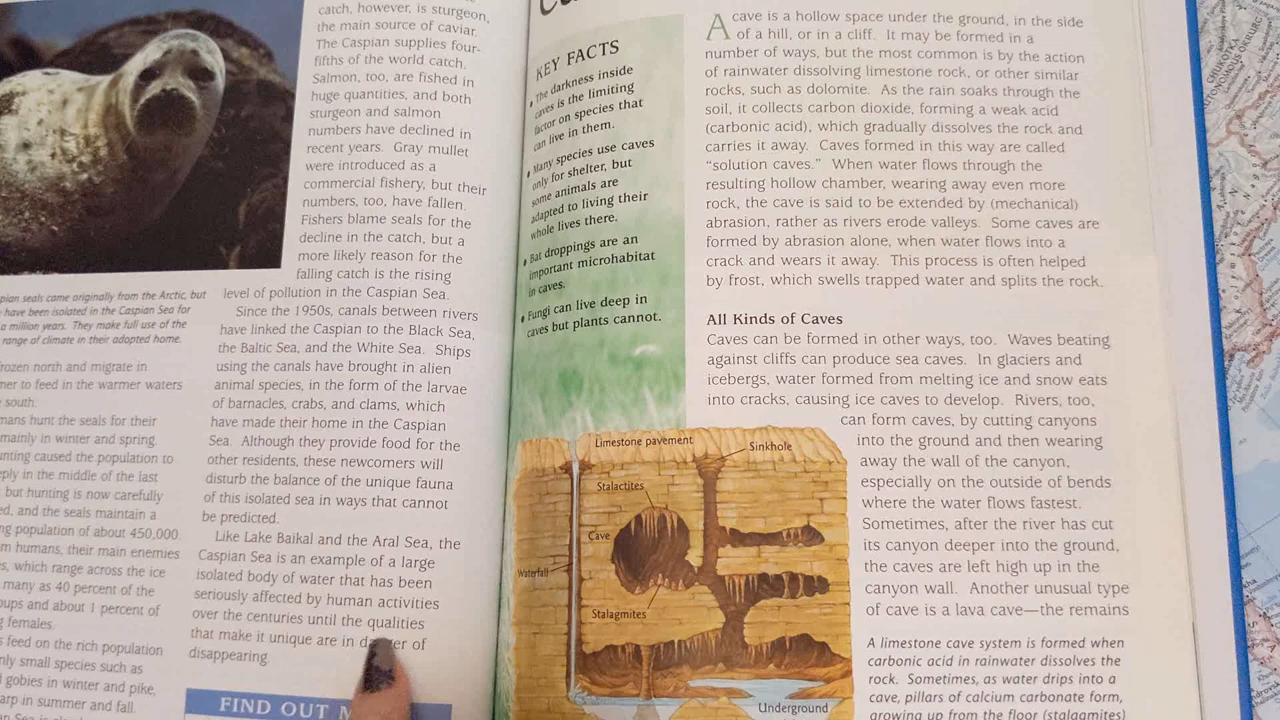 catch, however, is sturgeon,
the main source of caviar.
The Caspian supplies four-
fifths of the world catch.
Salmon, too, are fished in
huge quantities, and both
sturgeon and salmon
numbers have declined in
recent years. Gray mullet
were introduced as a
commercial fishery, but their
numbers, too, have fallen.
Fishers blame seals for the
decline in the catch, but a
more likely reason for the
falling catch is the rising
level of pollution in the Caspian Sea.
Since the 1950s, canals between rivers
have linked the Caspian to the Black Sea,
the Baltic Sea, and the White Sea. Ships
using the canals have brought in alien
animal species, in the form of the larvae
of barnacles, crabs, and clams, which
have made their home in the Caspian
Sea. Although they provide food for the
other residents, these newcomers will
disturb the balance of the unique fauna
of this isolated sea in ways that cannot
be predicted.
Like Lake Baikal and the Aral Sea, the
Caspian Sea is an example of a large
isolated body of water that has been
seriously affected by human activities
over the centuries until the qualities
that make it unique are in of
disappearing.
FIND OUT
pian seals came originally from the Arctic, but
have been isolated in the Caspian Sea for
a million years. They make full use of the
range of climate in their adopted home.
rozen north and migrate in
ner to feed in the warmer waters
south.
mans hunt the seals for their
mainly in winter and spring.
unting caused the population to
ply in the middle of the last
but hunting is now carefully
ed, and the seals maintain a
ng population of about 450,000.
m humans, their main enemies
es, which range across the ice
many as 40 percent of the
oups and about 1 percent of
g females.
s feed on the rich population
nly small species such as
gobies in winter and pike,
arp in summer and fall.
KEY FACTS
• The darkness inside
caves is the limiting
factor on species that
can live in them.
• Many species use caves
only for shelter, but
some animals are
adapted to living their
whole lives there.
• Bat droppings are an
important microhabitat
in caves.
• Fungi can live deep in
caves but plants cannot.
A cave is a hollow space under the ground, in the side
of a hill, or in a cliff. It may be formed in a
number of ways, but the most common is by the action
of rainwater dissolving limestone rock, or other similar
rocks, such as dolomite. As the rain soaks through the
soil, it collects carbon dioxide, forming a weak acid
(carbonic acid), which gradually dissolves the rock and
carries it away. Caves formed in this way are called
“solution caves.” When water flows through the
resulting hollow chamber, wearing away even more
rock, the cave is said to be extended by (mechanical)
abrasion, rather as rivers erode valleys. Some caves are
formed by abrasion alone, when water flows into a
crack and wears it away. This process is often helped
by frost, which swells trapped water and splits the rock.
All Kinds of Caves
Caves can be formed in other ways, too. Waves beating
against cliffs can produce sea caves. In glaciers and
icebergs, water formed from melting ice and snow eats
into cracks, causing ice caves to develop. Rivers, too,
can form caves, by cutting canyons
into the ground and then wearing
away the wall of the canyon,
especially on the outside of bends
where the water flows fastest.
Sometimes, after the river has cut
its canyon deeper into the ground,
the caves are left high up in the
canyon wall. Another unusual type
of cave is a lava cave—the remains
Limestone pavement
Sinkhole
Stalactites
Cave
Waterfall
Stalagmites
Underground
A limestone cave system is formed when
carbonic acid in rainwater dissolves the
rock. Sometimes, as water drips into a
cave, pillars of calcium carbonate form,
growing up from the floor (stalagmites)